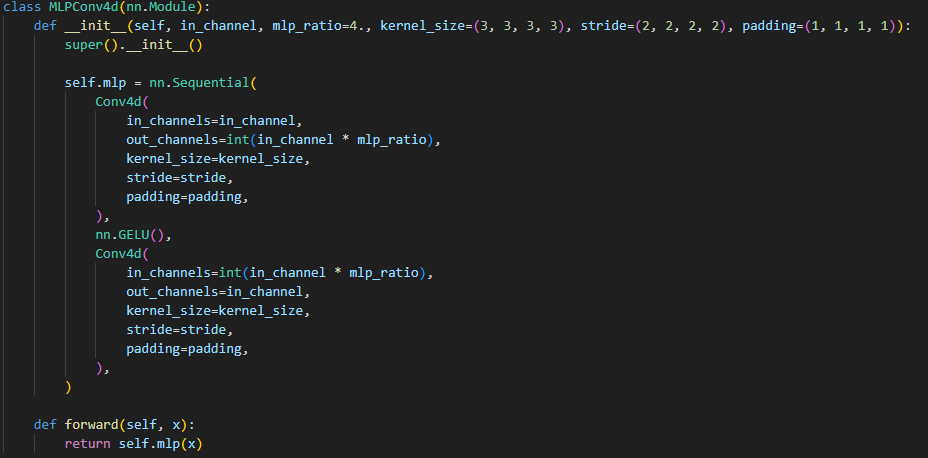 class MLPConv4d(nn.Module):
    def __init__(self, in_channel, mlp_ratio=4., kernel_size=(3, 3, 3, 3), stride=(2, 2, 2, 2), padding=(1, 1, 1, 1)):
        super().__init__()

        self.mlp = nn.Sequential(
            Conv4d(
                in_channels=in_channel,
                out_channels=int(in_channel * mlp_ratio),
                kernel_size=kernel_size,
                stride=stride,
                padding=padding,
            ),
            nn.GELU(),
            Conv4d(
                in_channels=int(in_channel * mlp_ratio),
                out_channels=in_channel,
                kernel_size=kernel_size,
                stride=stride,
                padding=padding,
            ),
        )

    def forward(self, x):
        return self.mlp(x)